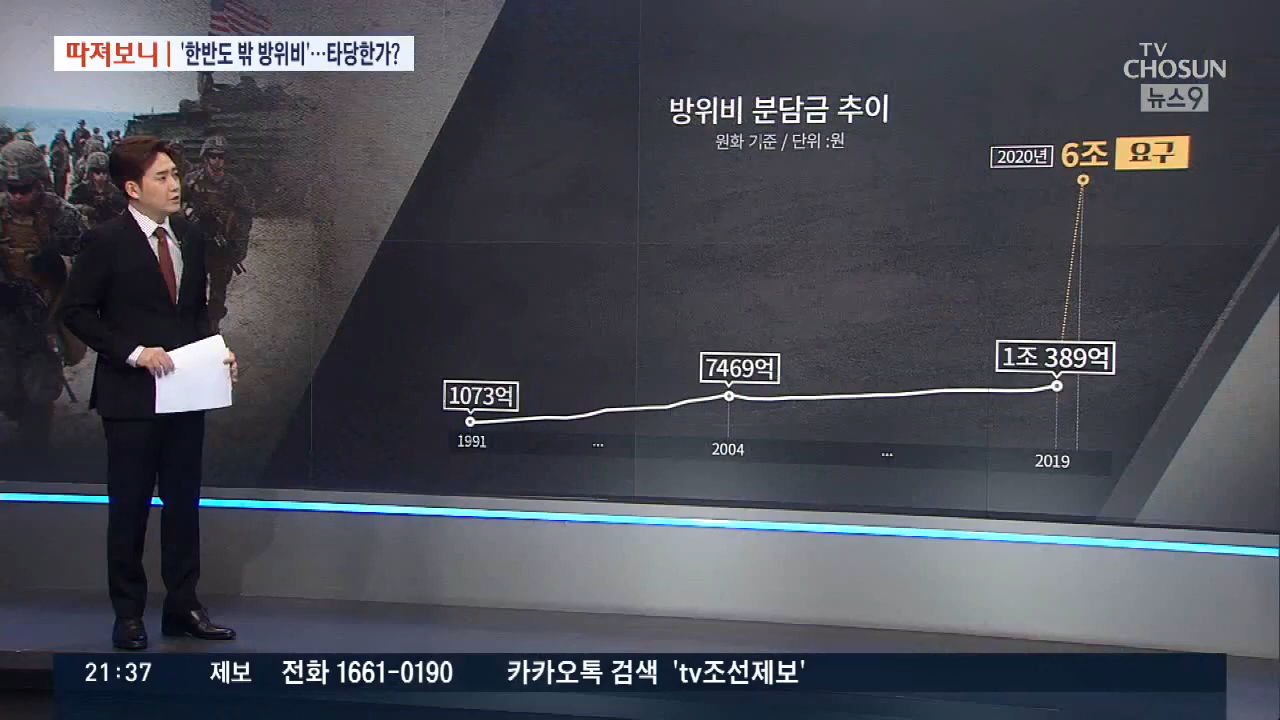 따져보니 | '한반도 밖 방위비'…타당한가?
TV
CHOSUN
뉴스9
방위비 분담금 추이
원화 기준 / 단위 :원
2020년 6조 요구
1073억
7469억
1조 389억
1991
...
2004
...
2019
21:37 제보 전화 1661-0190 카카오톡 검색 'tv조선제보'